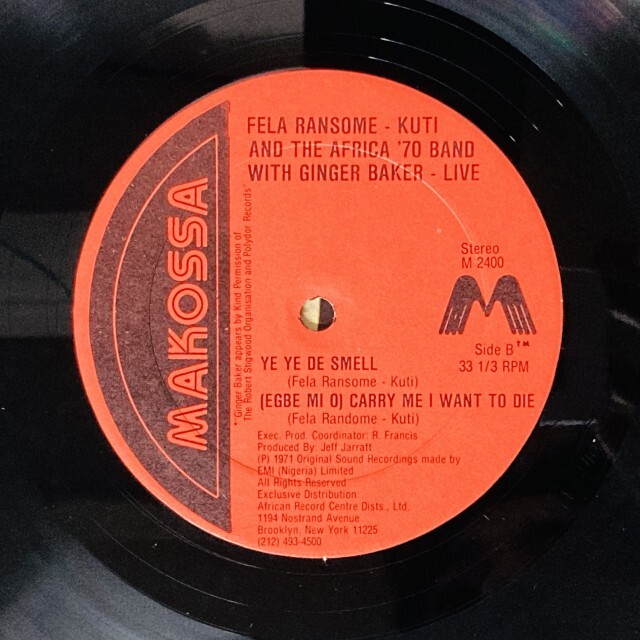 FELA RANSOME - KUTI
AND THE AFRICA '70 BAND
WITH GINGER BAKER - LIVE
MAKOSSA
"Ginger Baker appears by Kind Permission of
The Robert Stigwood Organisation and Polydor Records"
Stereo
M 2400
M
Side B ™
33 1/3 RPM
YE YE DE SMELL
(Fela Ransome - Kuti)
(EGBE MI O) CARRY ME I WANT TO DIE
(Fela Randome - Kuti)
Exec. Prod. Coordinator: R. Francis
Produced By: Jeff Jarratt
(P) 1971 Original Sound Recordings made by
EMI (Nigeria) Limited
All Rights Reserved
Exclusive Distribution:
African Record Centre Dists., Ltd.
1194 Nostrand Avenue
Brooklyn, New York 11225
(212) 493-4500